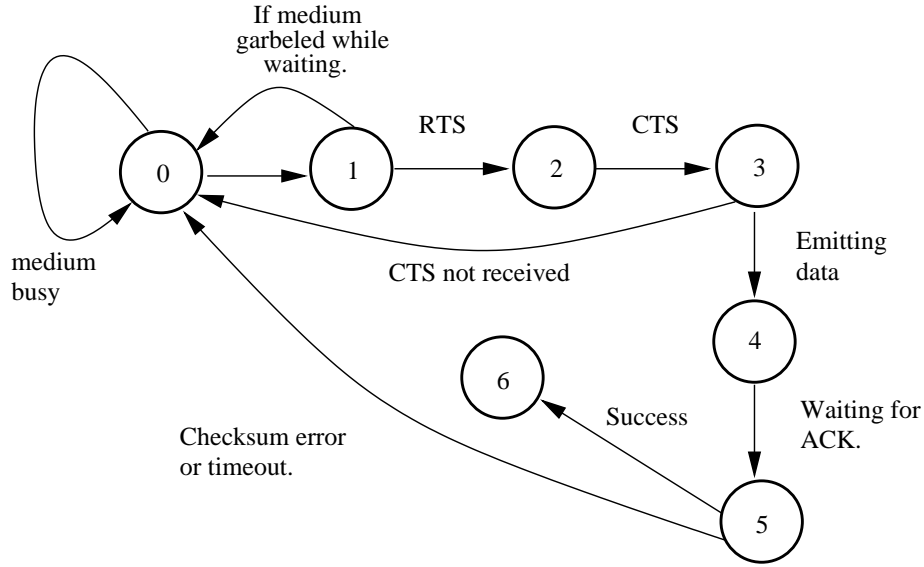 If medium
garbeled while
waiting.
RTS
CTS
0
1
2
3
medium
busy
CTS not received
Emitting
data
4
6
Success
Waiting for
ACK.
Checksum error
or timeout.
5